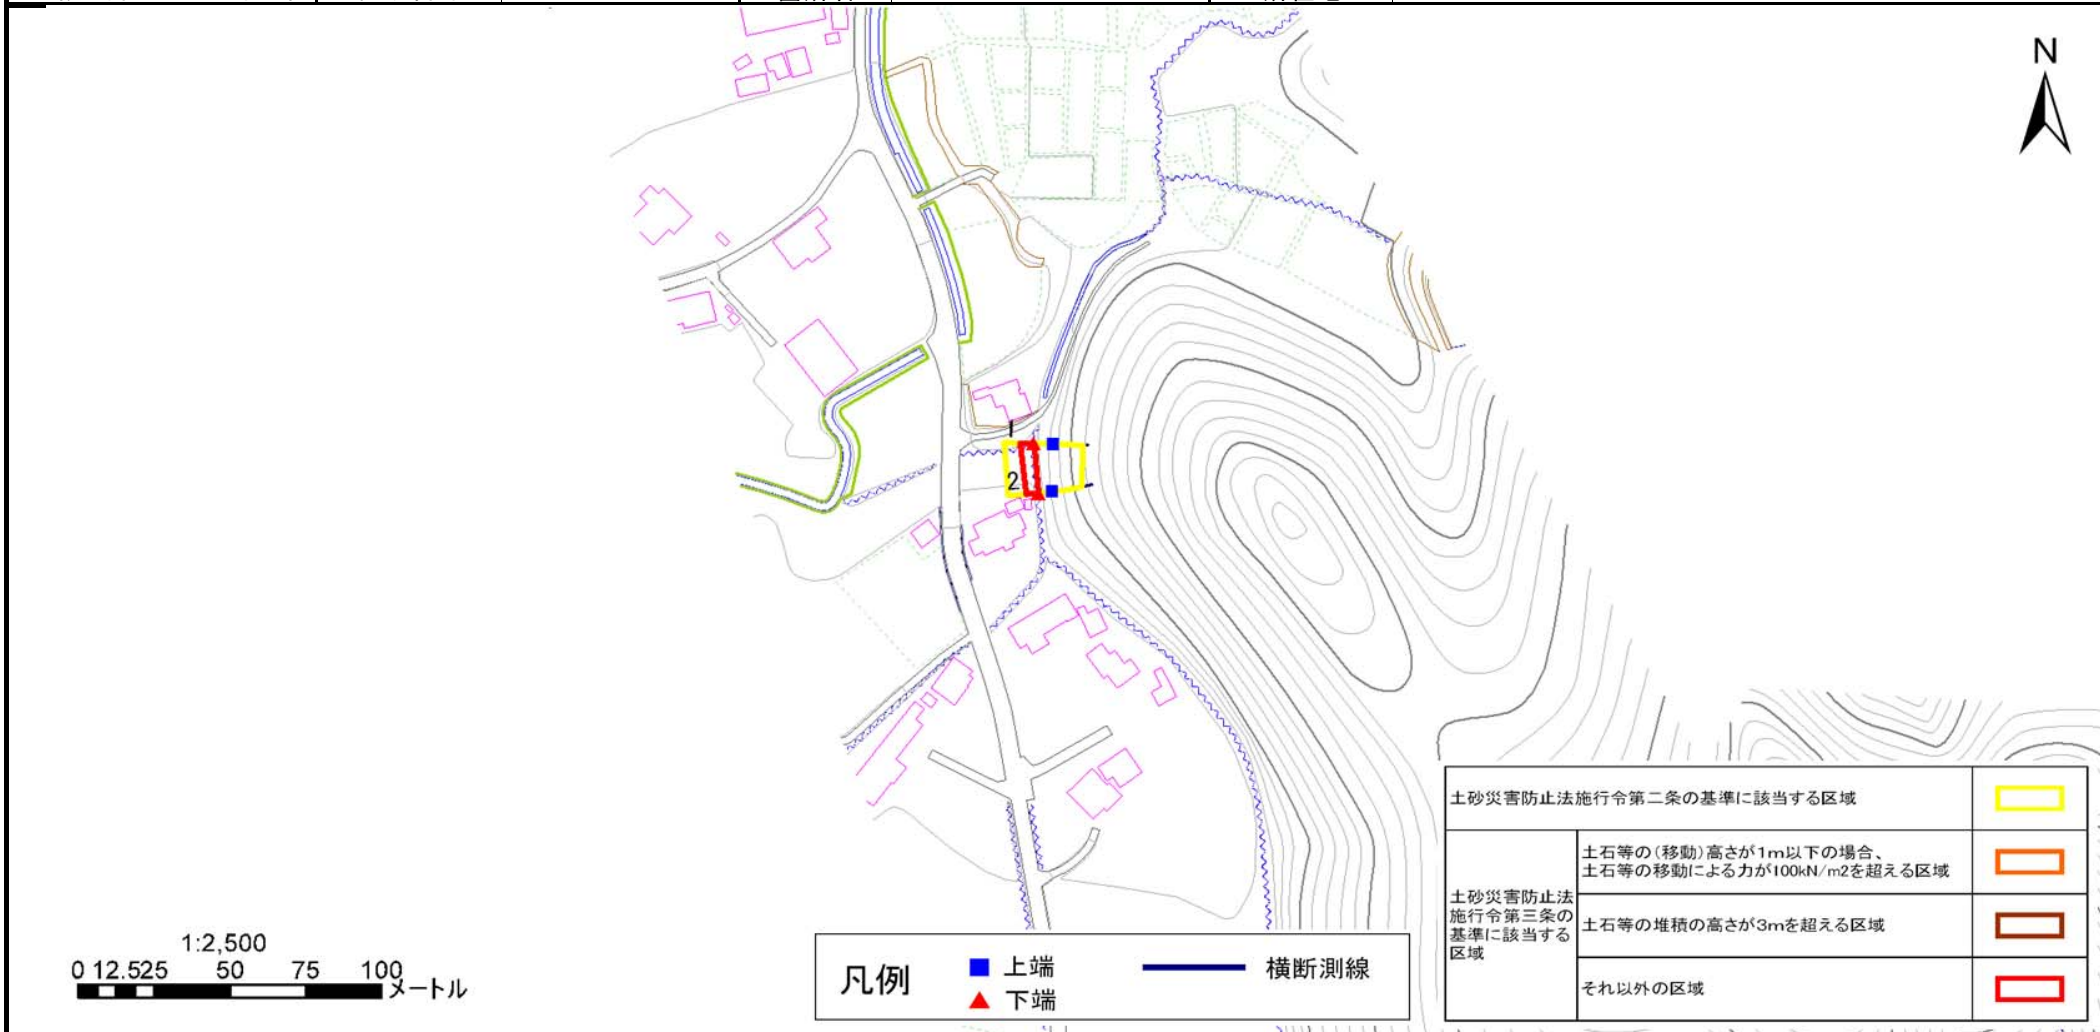 N
2
1:2,500
0 12.525 50 75 100 メートル
凡例
上端
下端
横断測線
土砂災害防止法施行令第二条の基準に該当する区域
土砂災害防止法
施行令第三条の
基準に該当する
区域
土石等の(移動)高さが1m以下の場合、
土石等の移動による力が100kN/m2を超える区域
土石等の堆積の高さが3mを超える区域
それ以外の区域